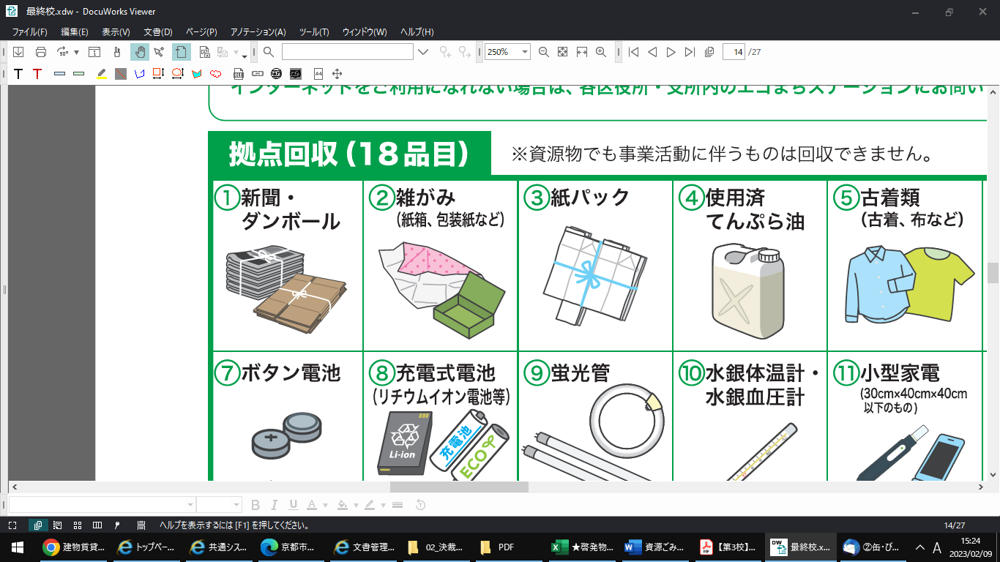 最終校.xdw - DocuWorks Viewer
ファイル(F) 編集(E) 表示(V) 文書(D) ページ(P) アノテーション(A) ツール(T) ウィンドウ(W) ヘルプ(H)
90°
250%
14 /27
T T
A4
インターネットをご利用になれない場合は、各区役所・支所内のエコまちステーションにお問い
拠点回収(18品目)
※資源物でも事業活動に伴うものは回収できません。
①新聞・
ダンボール
②雑がみ
(紙箱、包装紙など)
③紙パック
④使用済
てんぷら油
⑤古着類
(古着、布など)
⑦ボタン電池
⑧充電式電池
(リチウムイオン電池等)
Li-ion
充電池
ECO
⑨蛍光管
⑩水銀体温計・
水銀血圧計
⑪小型家電
(30cm×40cm×40cm
以下のもの)
B I U A
ヘルプを表示するには [F1] を押してください。
14/27
建物賃貸...
トップペー...
共通シス...
京都市...
文書管理...
02_決裁...
PDF
★啓発物...
資源ごみ...
【第3校】...
DW 最終校.x...
②缶・び...
A
15:24
2023/02/09